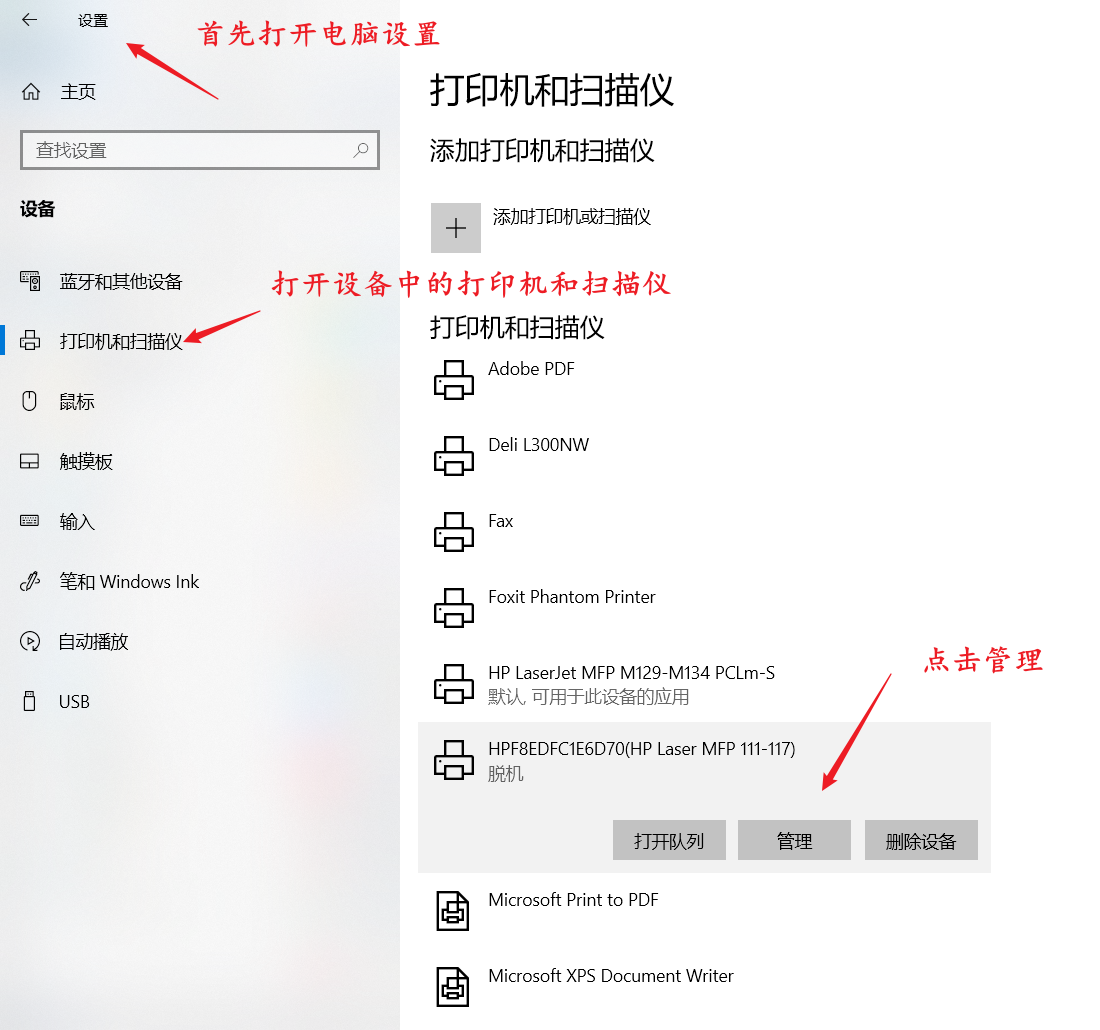 设置
首先打开电脑设置
主页
查找设置
设备
蓝牙和其他设备
打印机和扫描仪
鼠标
触摸板
输入
笔和 Windows Ink
自动播放
USB
打印机和扫描仪
添加打印机和扫描仪
添加打印机或扫描仪
打开设备中的打印机和扫描仪
打印机和扫描仪
Adobe PDF
Deli L300NW
Fax
Foxit Phantom Printer
HP LaserJet MFP M129-M134 PCLm-S
默认, 可用于此设备的应用
点击管理
HPF8EDFC1E6D70(HP Laser MFP 111-117)
脱机
打开队列
管理
删除设备
Microsoft Print to PDF
Microsoft XPS Document Writer